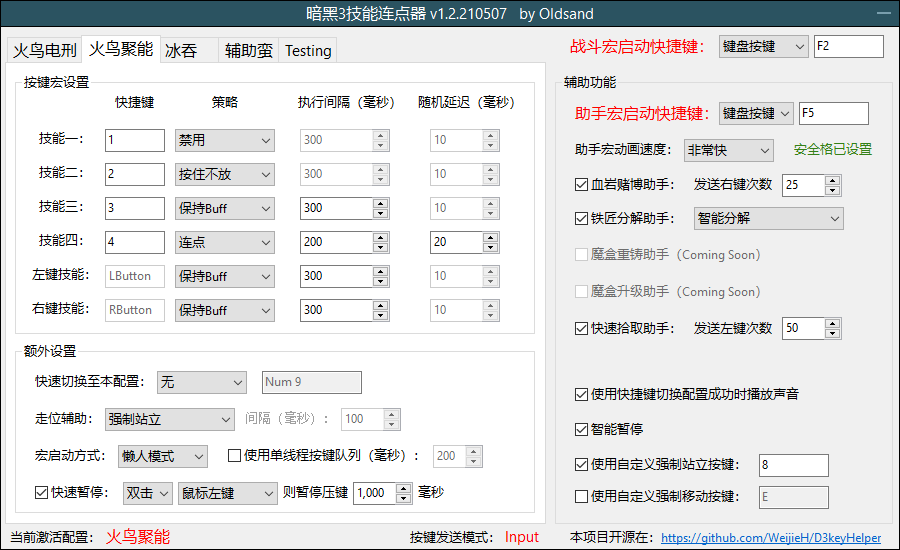 暗黑3技能连点器 v1.2.210507   by Oldsand
火鸟电刑 火鸟聚能 冰吞 辅助蛮 Testing
按键宏设置
快捷键 策略 执行间隔（毫秒） 随机延迟（毫秒）
技能一： 1 禁用 300 10
技能二： 2 按住不放 300 10
技能三： 3 保持Buff 300 10
技能四： 4 连点 200 20
左键技能： LButton 保持Buff 300 10
右键技能： RButton 保持Buff 300 10
额外设置
快速切换至本配置： 无 Num 9
走位辅助： 强制站立 间隔（毫秒）： 100
宏启动方式： 懒人模式 使用单线程按键队列（毫秒）： 200
快速暂停： 双击 鼠标左键 则暂停压键 1,000 毫秒
战斗宏启动快捷键： 键盘按键 F2
辅助功能
助手宏启动快捷键： 键盘按键 F5
助手宏动画速度： 非常快 安全格已设置
血岩赌博助手： 发送右键次数 25
铁匠分解助手： 智能分解
魔盒重铸助手（Coming Soon）
魔盒升级助手（Coming Soon）
快速拾取助手： 发送左键次数 50
使用快捷键切换配置成功时播放声音
智能暂停
使用自定义强制站立按键： 8
使用自定义强制移动按键： E
当前激活配置： 火鸟聚能 按键发送模式： Input 本项目开源在： https://github.com/WeijieH/D3keyHelper